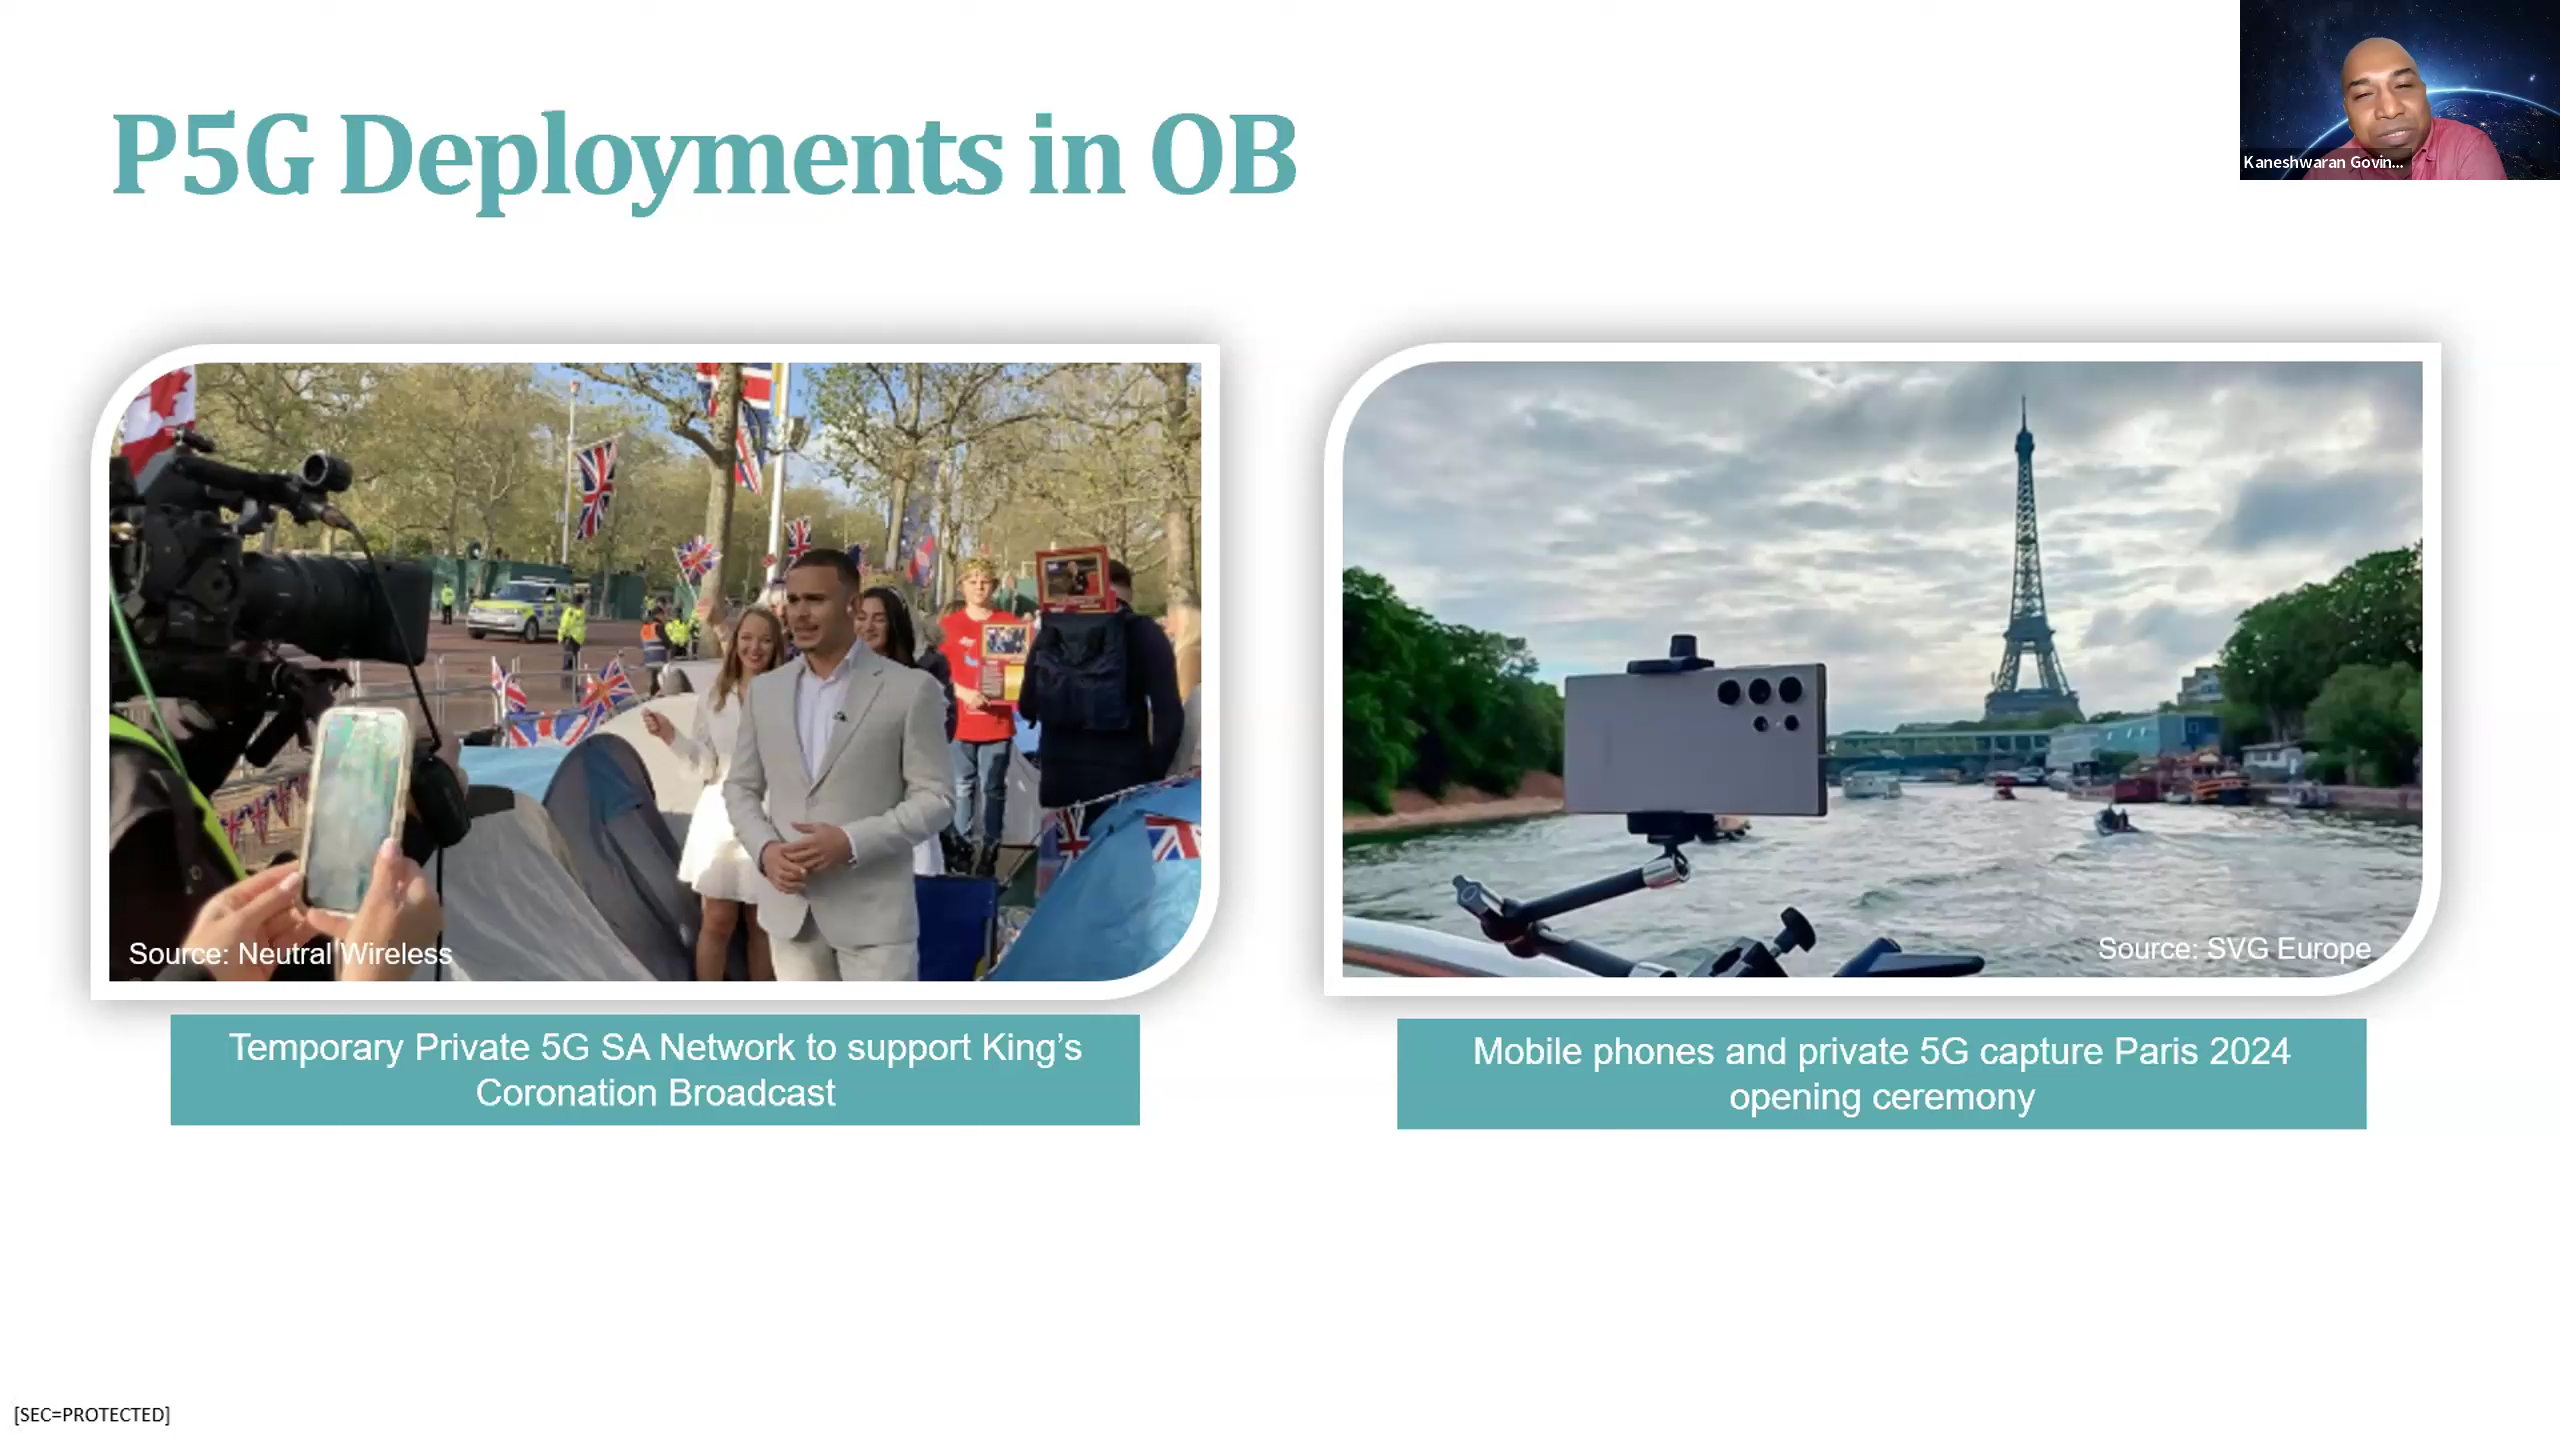 P5G Deployments in OB
Kaneshwaran Govin...
Source: Neutral Wireless
Source: SVG Europe
Temporary Private 5G SA Network to support King’s
Coronation Broadcast
Mobile phones and private 5G capture Paris 2024
opening ceremony
[SEC=PROTECTED]